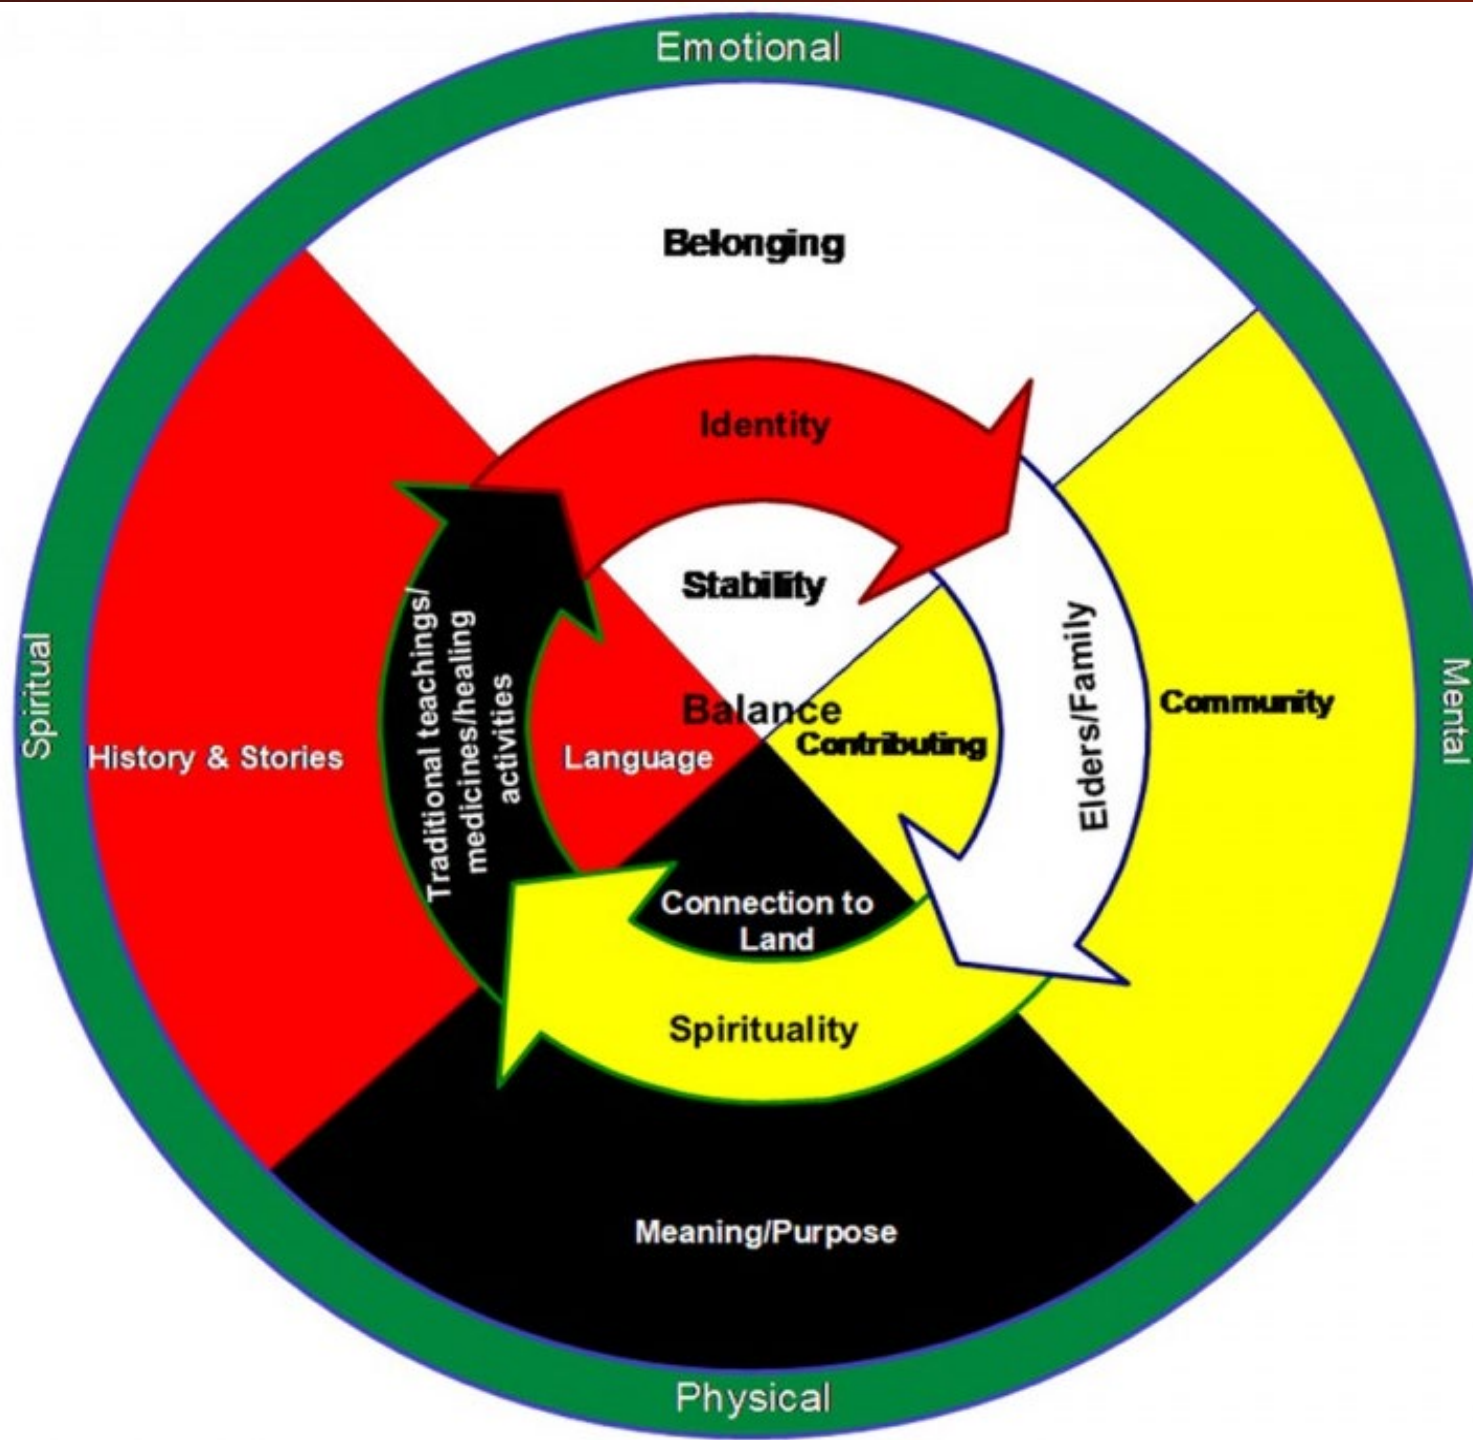 Emotional
Belonging
Identity
Stability
Spiritual
History & Stories
Traditional teachings/
medicines/healing
activities
Language
Balance
Contributing
Elders/Family
Community
Mental
Connection to
Land
Spirituality
Meaning/Purpose
Physical